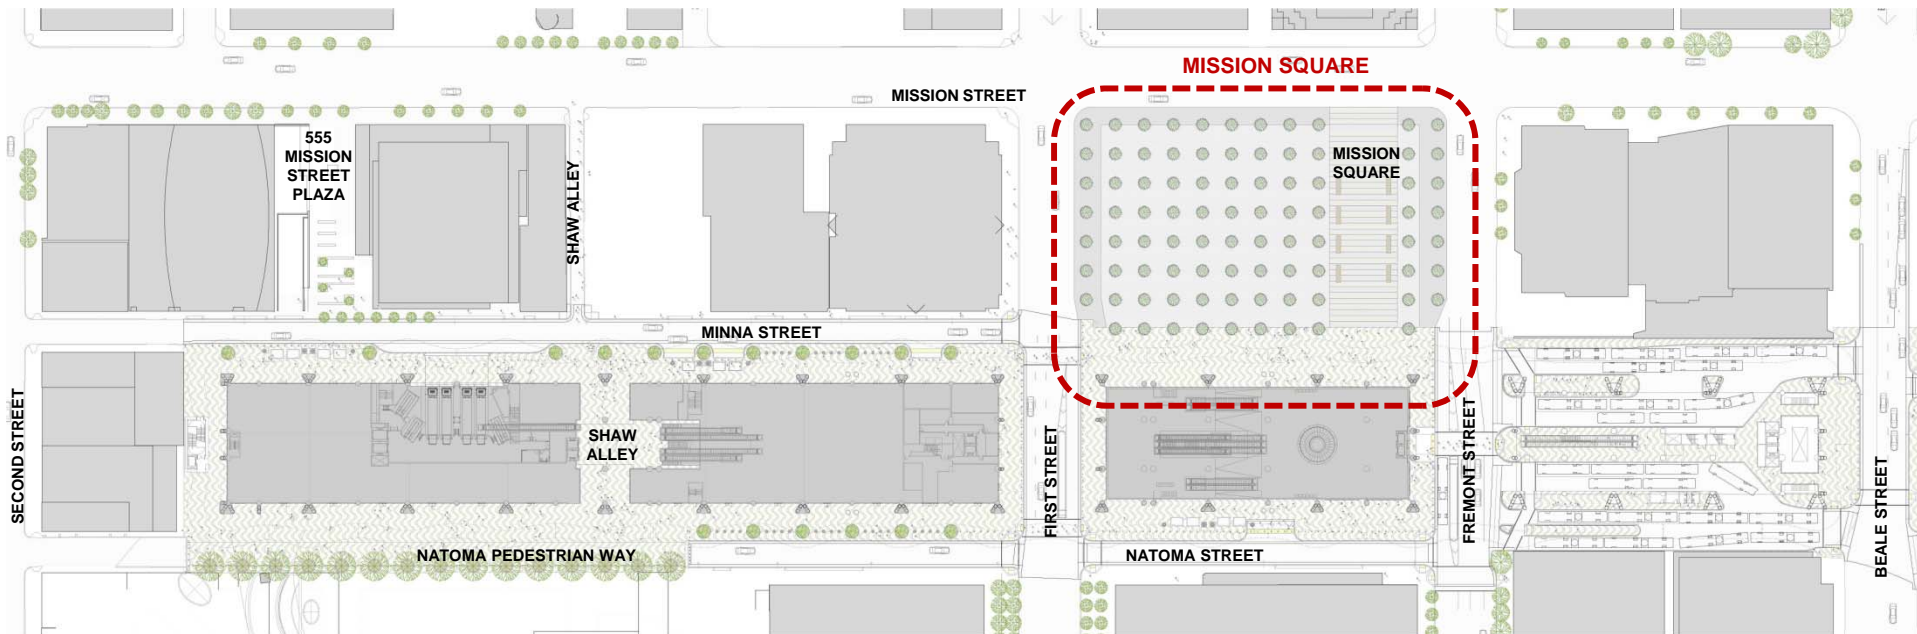 MISSION SQUARE
MISSION STREET
555
MISSION
STREET
PLAZA
SHAW ALLEY
MISSION
SQUARE
MINNA STREET
SECOND STREET
SHAW
ALLEY
FIRST STREET
FREMONT STREET
BEALE STREET
NATOMA PEDESTRIAN WAY
NATOMA STREET